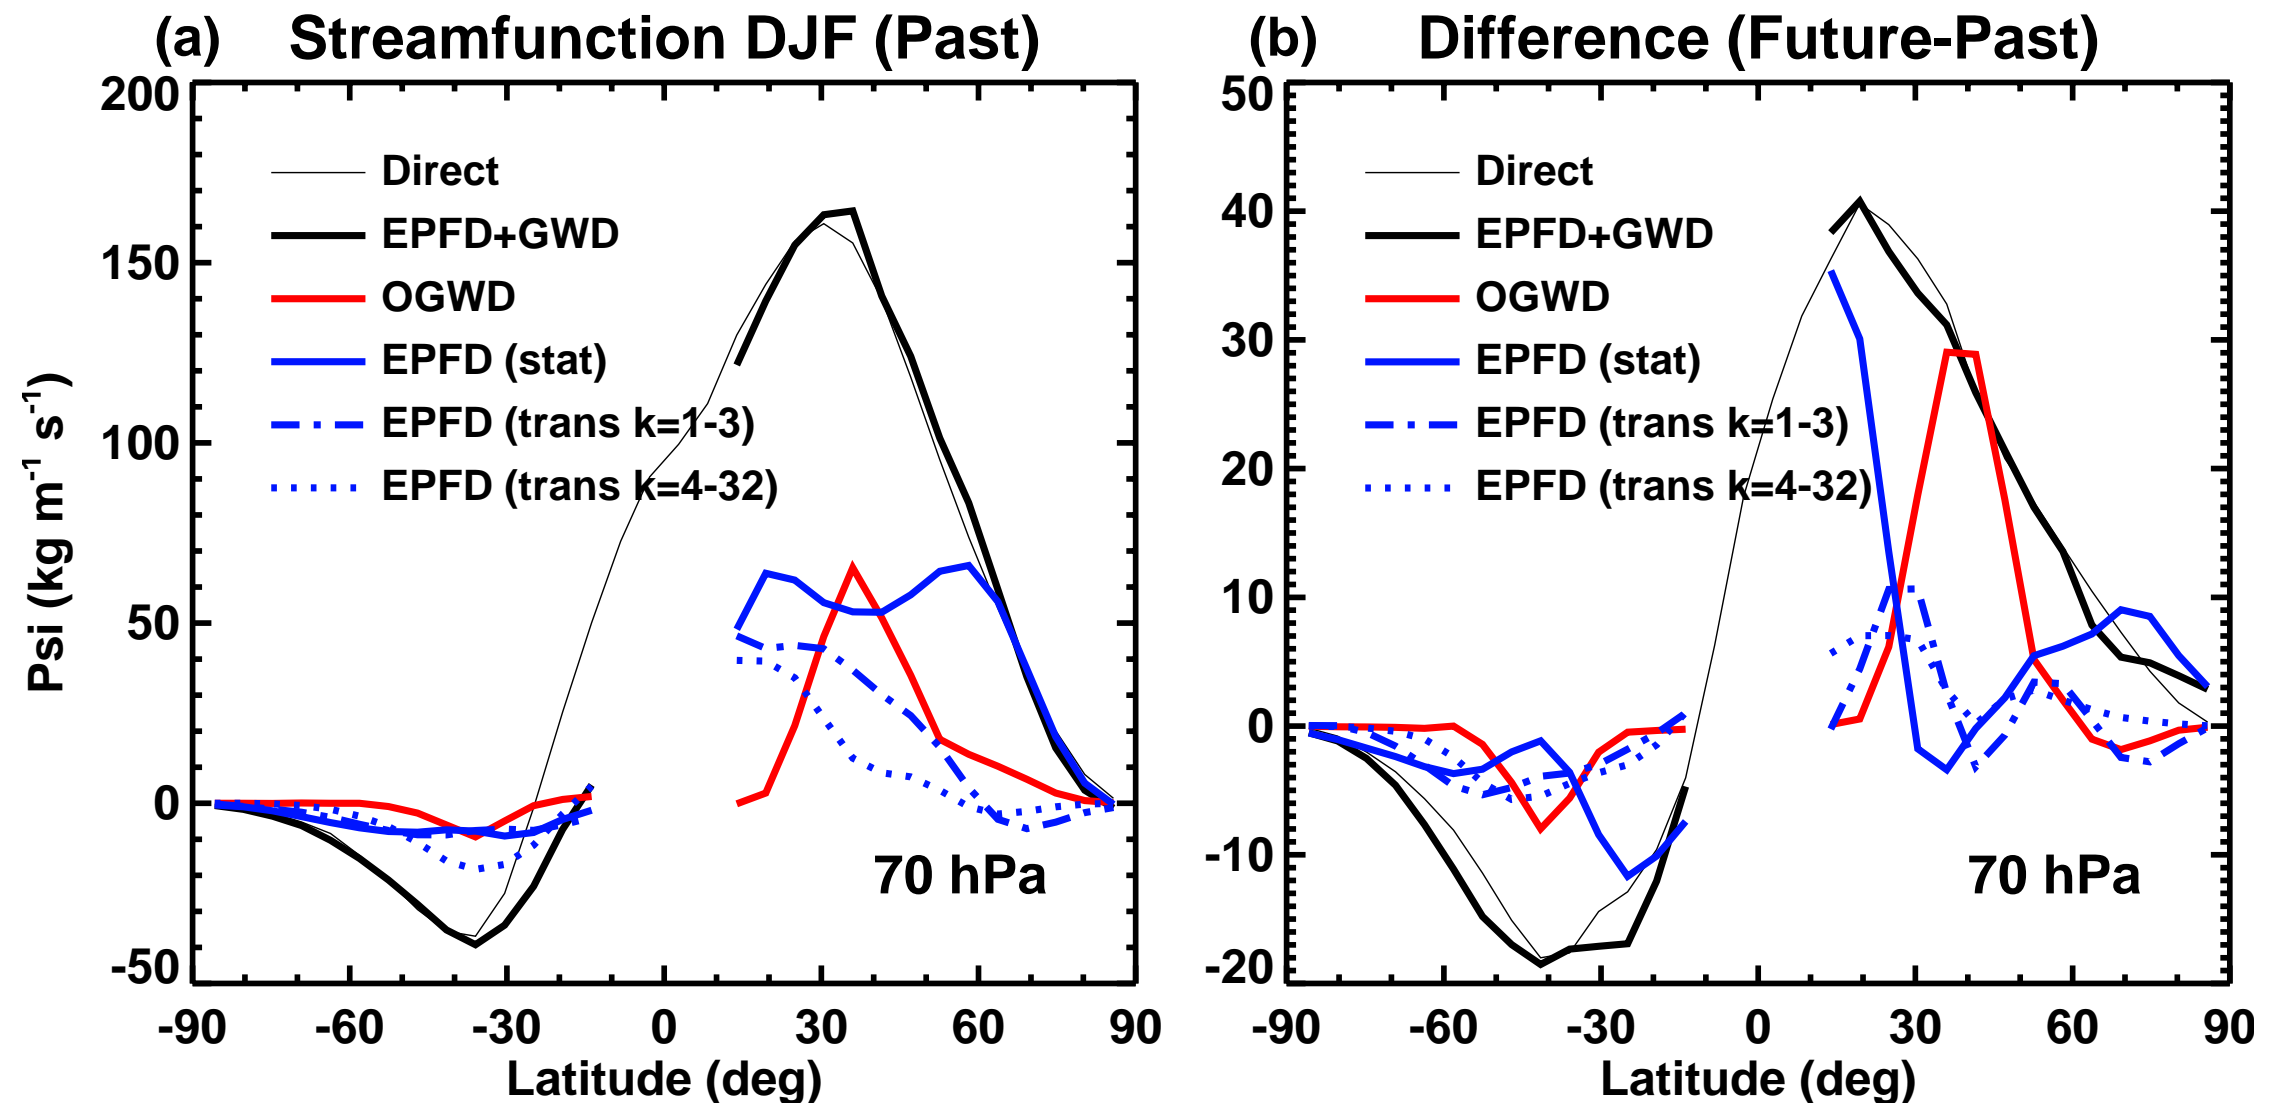 (a) Streamfunction DJF (Past)
200
150
100
50
0
-50
Psi (kg m-1 s-1)
Direct
EPFD+GWD
OGWD
EPFD (stat)
EPFD (trans k=1-3)
EPFD (trans k=4-32)
70 hPa
-90 -60 -30 0 30 60 90
Latitude (deg)
(b) Difference (Future-Past)
50
40
30
20
10
0
-10
-20
Direct
EPFD+GWD
OGWD
EPFD (stat)
EPFD (trans k=1-3)
EPFD (trans k=4-32)
70 hPa
-90 -60 -30 0 30 60 90
Latitude (deg)